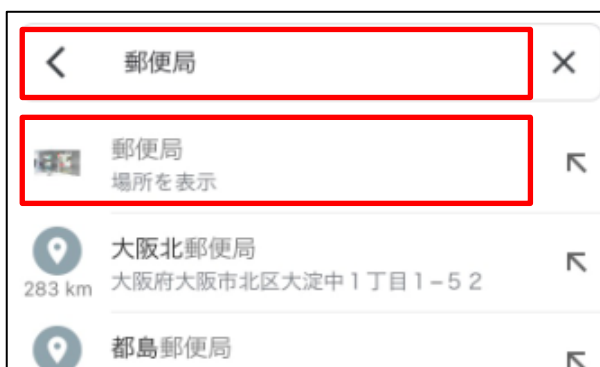 郵便局
郵便局
場所を表示
大阪北郵便局
283 km
大阪府大阪市北区大淀中1丁目1−52
都島郵便局